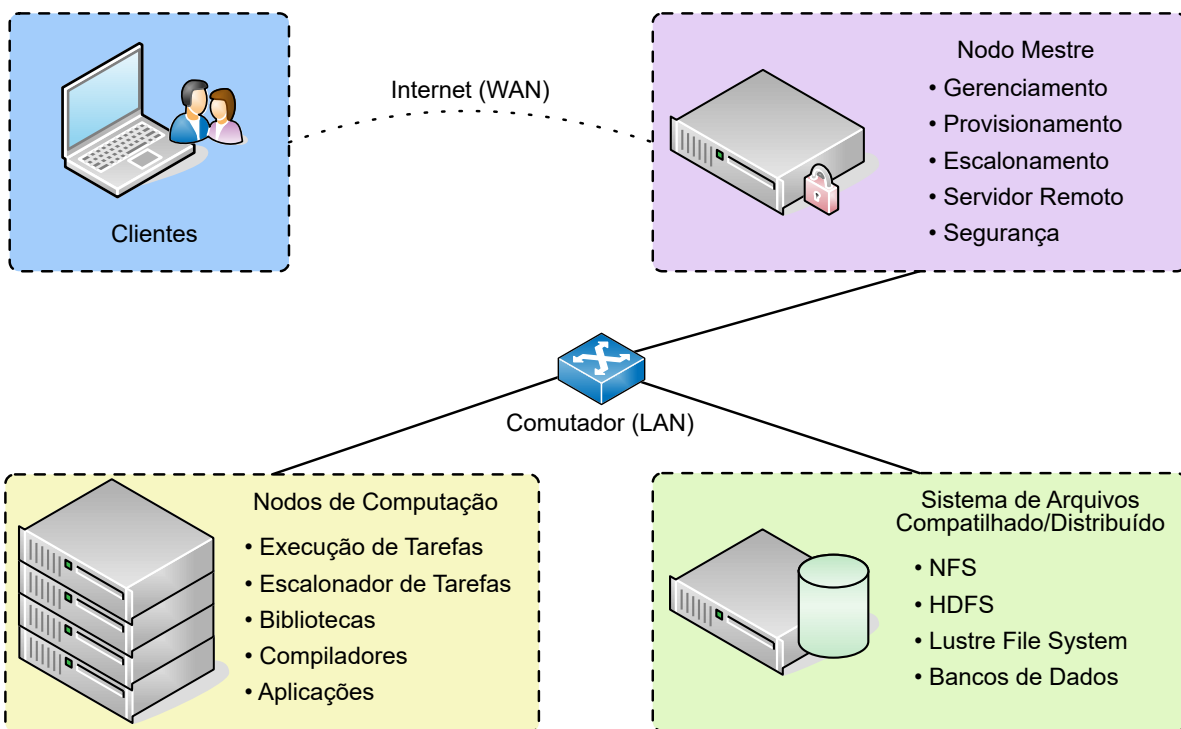 Clientes
Internet (WAN)
Nodo Mestre
• Gerenciamento
• Provisionamento
• Escalonamento
• Servidor Remoto
• Segurança
Comutador (LAN)
Nodos de Computação
• Execução de Tarefas
• Escalonador de Tarefas
• Bibliotecas
• Compiladores
• Aplicações
Sistema de Arquivos
Compatilhado/Distribuído
• NFS
• HDFS
• Lustre File System
• Bancos de Dados